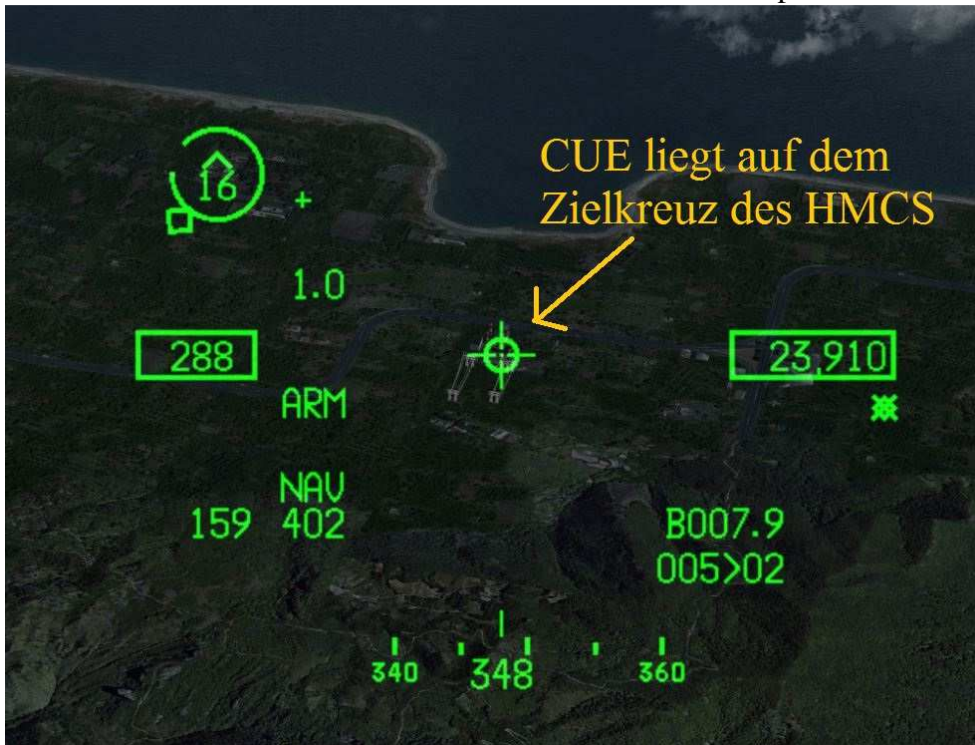 CUE liegt auf dem
Zielkreuz des HMCS
16
1.0
288
23,910
ARM
NAV
159 402
B007.9
005>02
340 348 360